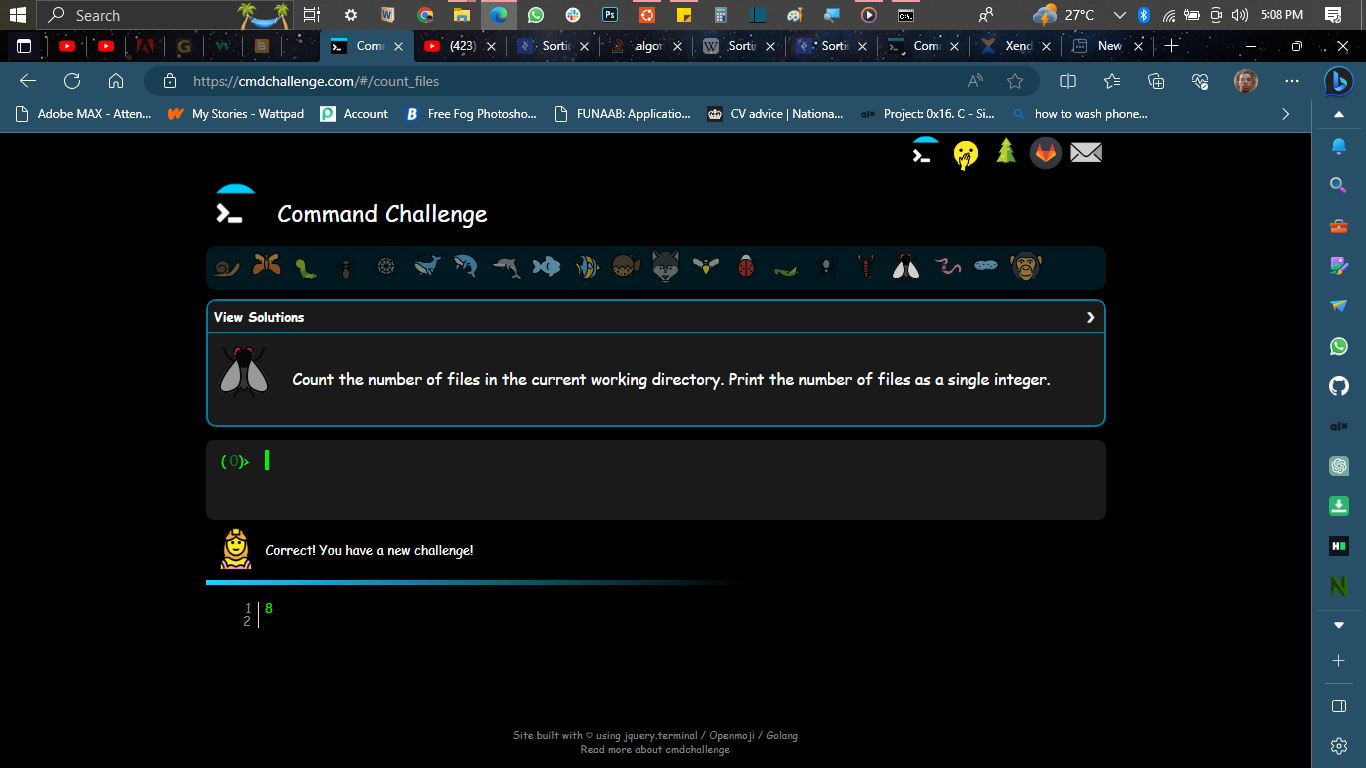 Search
27°C
5:08 PM
Comm
(423)
Sortin
algor
Sortin
Sortin
Com
Xend
New
https://cmdchallenge.com/#/count_files
Adobe MAX - Atten...
My Stories - Wattpad
Account
Free Fog Photosho...
FUNAAB: Applicatio...
CV advice | Nationa...
Project: 0x16. C - Si...
how to wash phone...
Command Challenge
View Solutions
Count the number of files in the current working directory. Print the number of files as a single integer.
(0)>
Correct! You have a new challenge!
1 8
2
Site built with ♡ using jquery.terminal / Openmoji / Golang
Read more about cmdchallenge